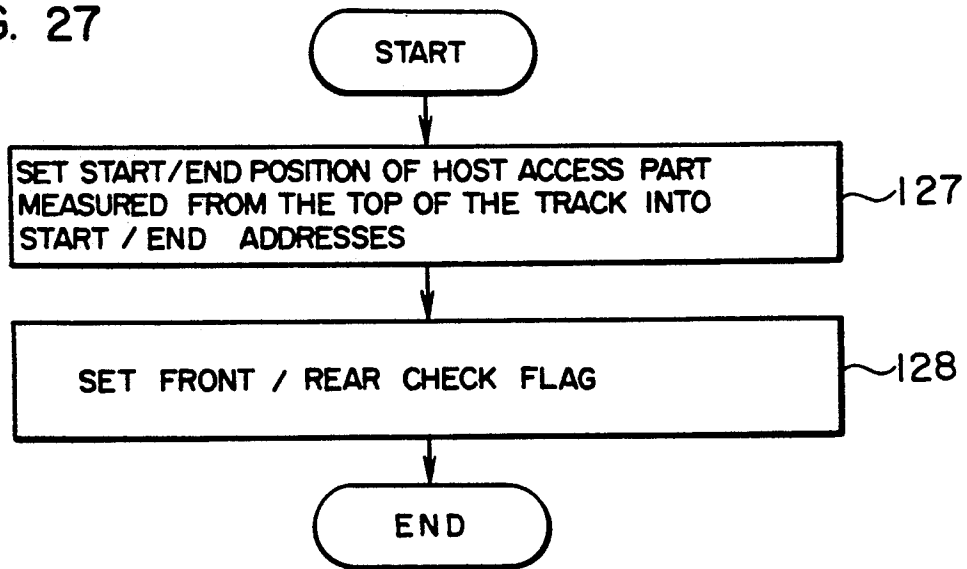 G. 27
START
SET START/END POSITION OF HOST ACCESS PART
MEASURED FROM THE TOP OF THE TRACK INTO
START / END ADDRESSES
127
SET FRONT / REAR CHECK FLAG
128
END